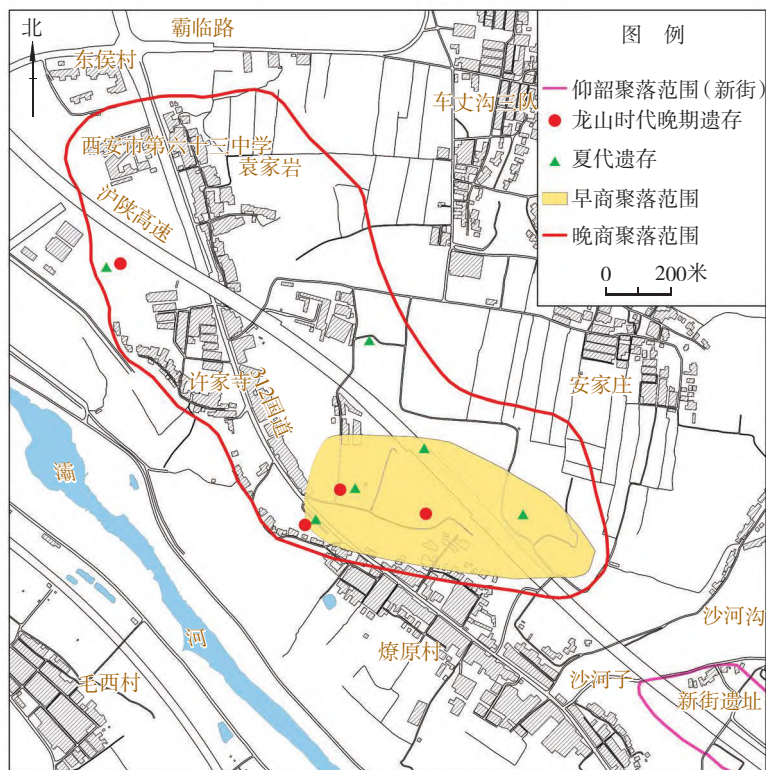 北
霸临路
东侯村
车丈沟三队
西安市第六十三中学
袁家岩
沪陕高速
许家寺
312国道
安家庄
灞
河
毛西村
燎原村
沙河沟
沙河子
新街遗址
图 例
仰韶聚落范围(新街)
龙山时代晚期遗存
夏代遗存
早商聚落范围
晚商聚落范围
0 200米